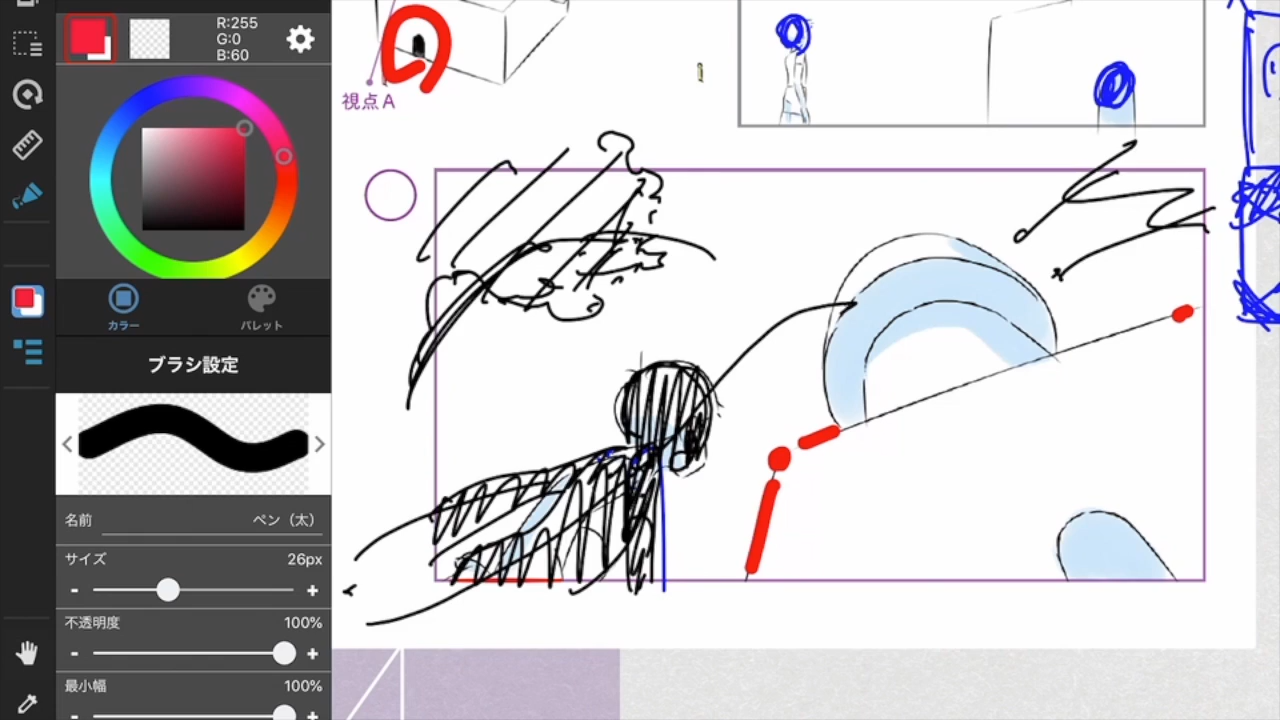 R:255
G:0
B:60
カラー
パレット
ブラシ設定
名前 ペン（太）
サイズ 26px
- +
不透明度 100%
- +
最小幅 100%
- +
視点A